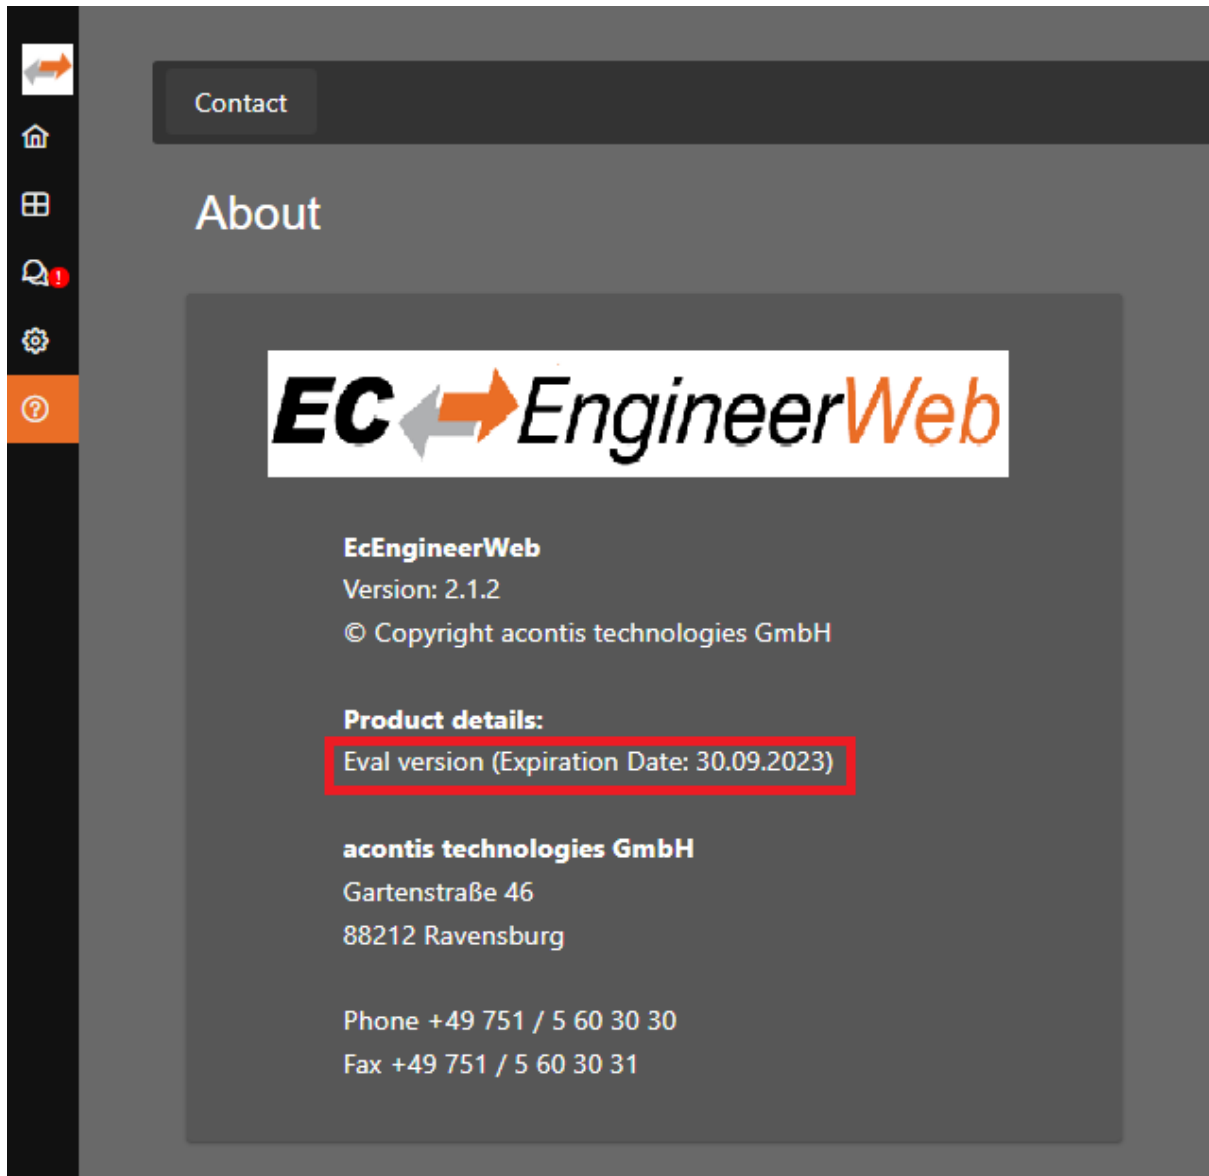 Contact
About
!
EC EngineerWeb
EcEngineerWeb
Version: 2.1.2
© Copyright acontis technologies GmbH
Product details:
Eval version (Expiration Date: 30.09.2023)
acontis technologies GmbH
Gartenstraße 46
88212 Ravensburg
Phone +49 751 / 5 60 30 30
Fax +49 751 / 5 60 30 31